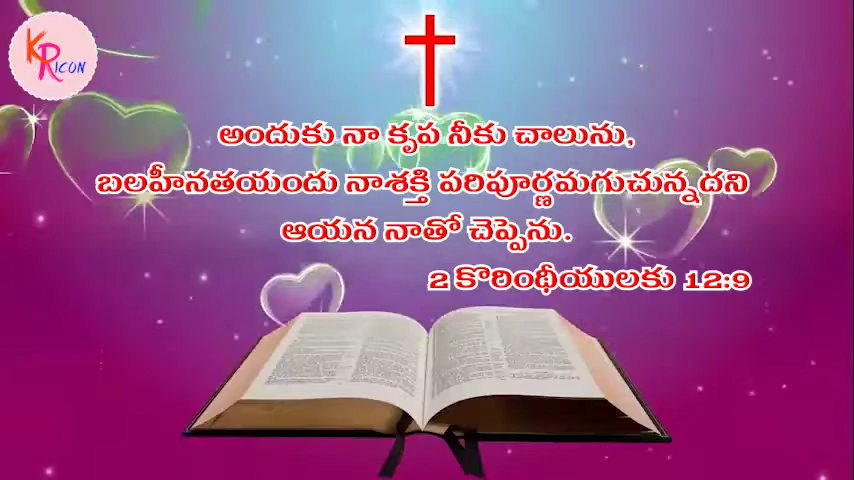 KRICON
అందుకు నా కృప నీకు చాలును,
బలహీనతయందు నాశక్తి పరిపూర్ణమగుచున్నదని
ఆయన నాతో చెప్పెను.
2 కొరింథీయులకు 12:9